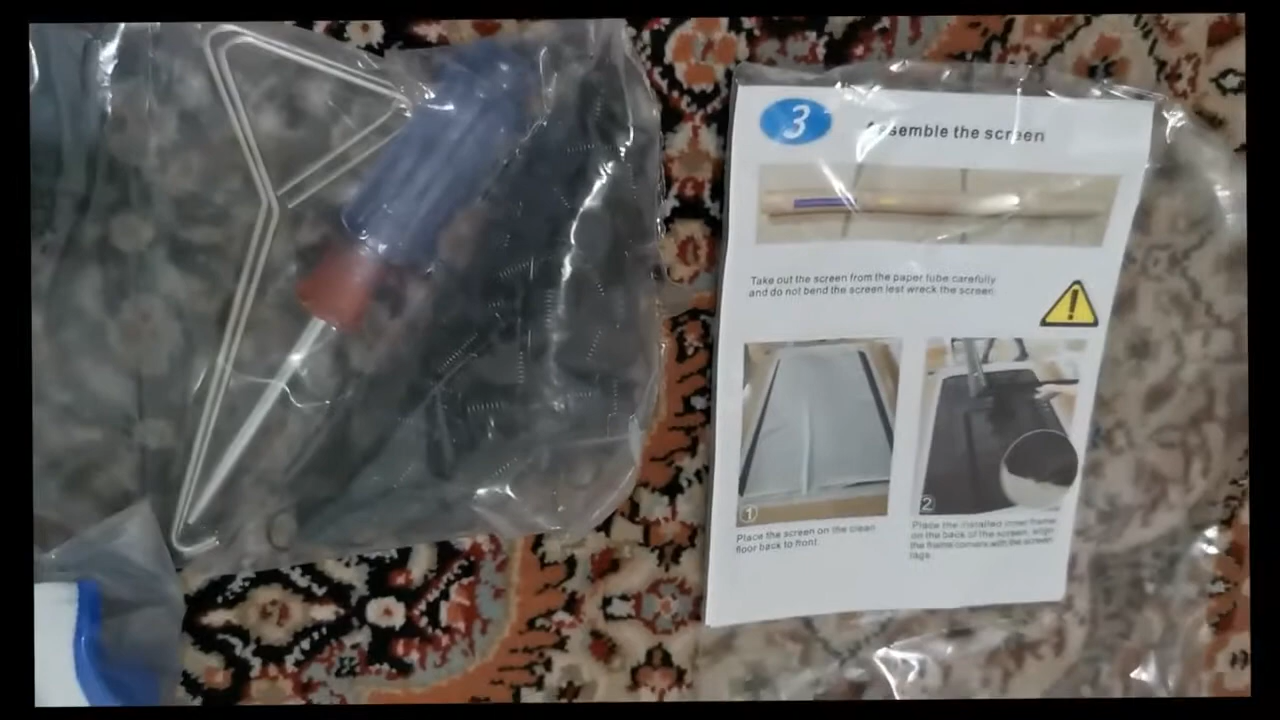 3
Assemble the screen
Take out the screen from the paper tube carefully
and do not bend the screen lest wreck the screen.
1
2
Place the screen on the clean
floor back to front.
Place the installed inner frame
on the back of the screen, align
the frame corners with the screen